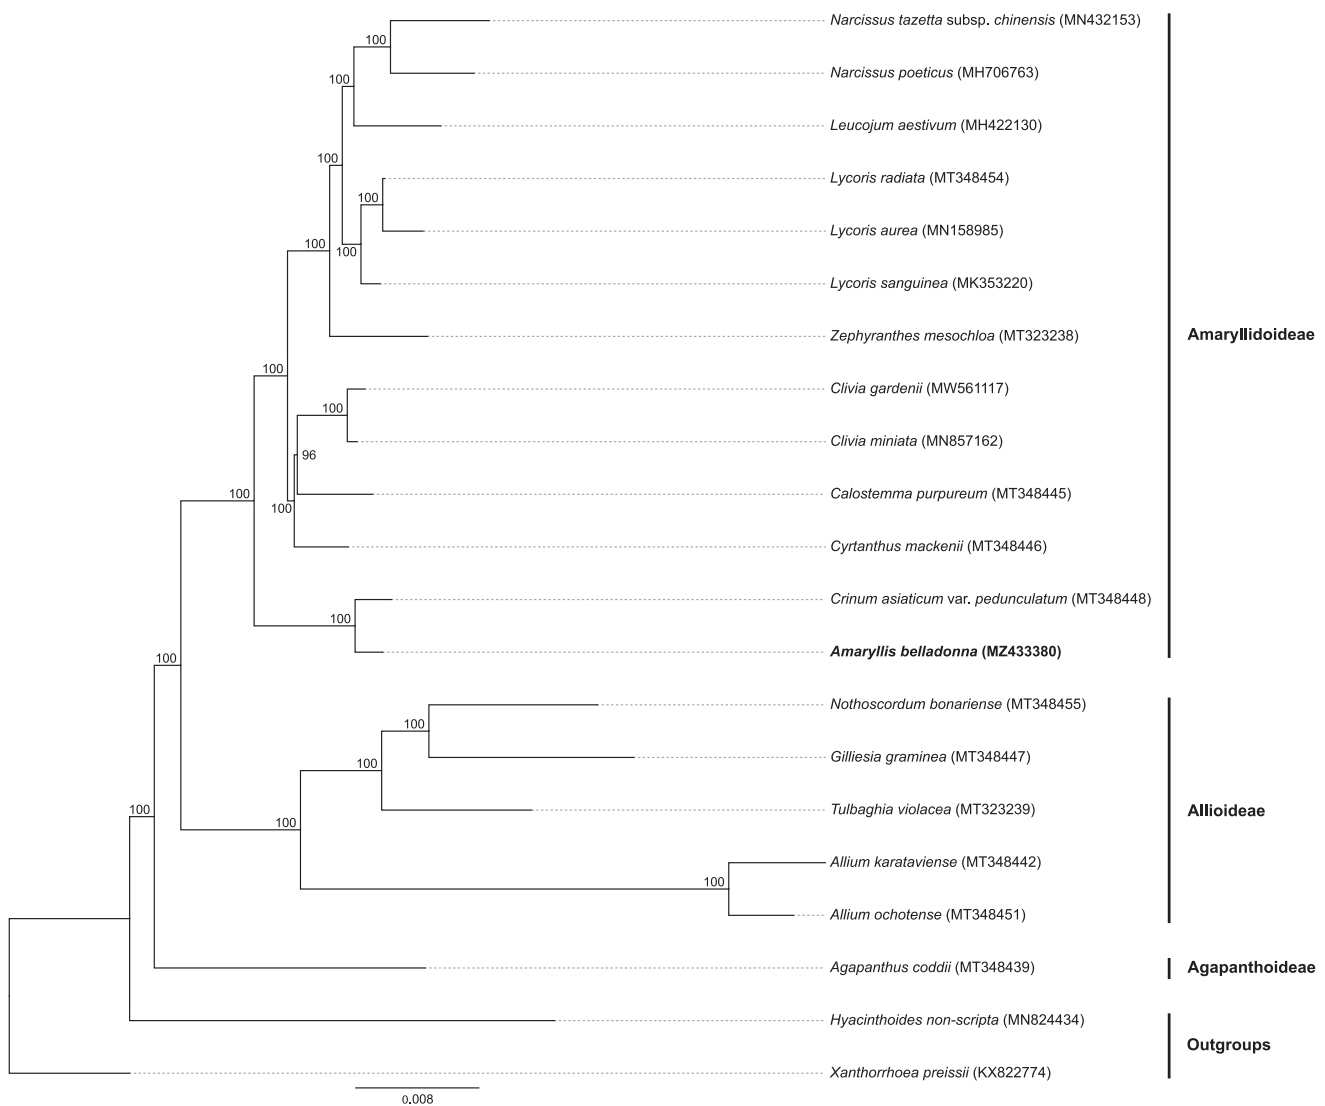 Narcissus tazetta subsp. chinensis (MN432153)
100
Narcissus poeticus (MH706763)
100
Leucojum aestivum (MH422130)
100
Lycoris radiata (MT348454)
100
Lycoris aurea (MN158985)
100
100
Lycoris sanguinea (MK353220)
Zephyranthes mesochloa (MT323238)
Amaryllidoideae
100
Clivia gardenii (MW561117)
100
Clivia miniata (MN857162)
96
Calostemma purpureum (MT348445)
100
100
Cyrtanthus mackenii (MT348446)
Crinum asiaticum var. pedunculatum (MT348448)
100
Amaryllis belladonna (MZ433380)
100
Nothoscordum bonariense (MT348455)
100
Gilliesia graminea (MT348447)
100
Tulbaghia violacea (MT323239)
100
100
Allioideae
Allium karataviense (MT348442)
100
Allium ochotense (MT348451)
Agapanthus coddii (MT348439)
Agapanthoideae
Hyacinthoides non-scripta (MN824434)
Outgroups
Xanthorrhoea preissii (KX822774)
0.008